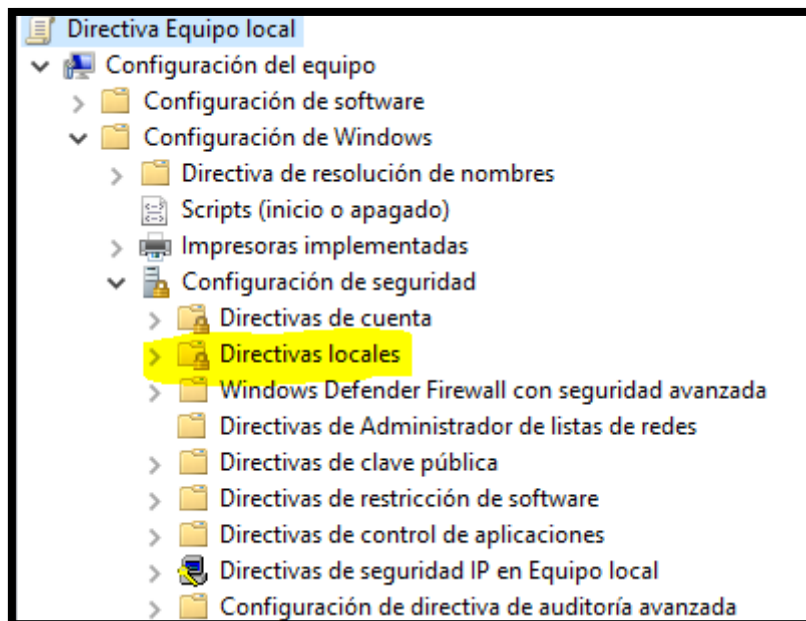 Directiva Equipo local
Configuración del equipo
Configuración de software
Configuración de Windows
Directiva de resolución de nombres
Scripts (inicio o apagado)
Impresoras implementadas
Configuración de seguridad
Directivas de cuenta
Directivas locales
Windows Defender Firewall con seguridad avanzada
Directivas de Administrador de listas de redes
Directivas de clave pública
Directivas de restricción de software
Directivas de control de aplicaciones
Directivas de seguridad IP en Equipo local
Configuración de directiva de auditoría avanzada